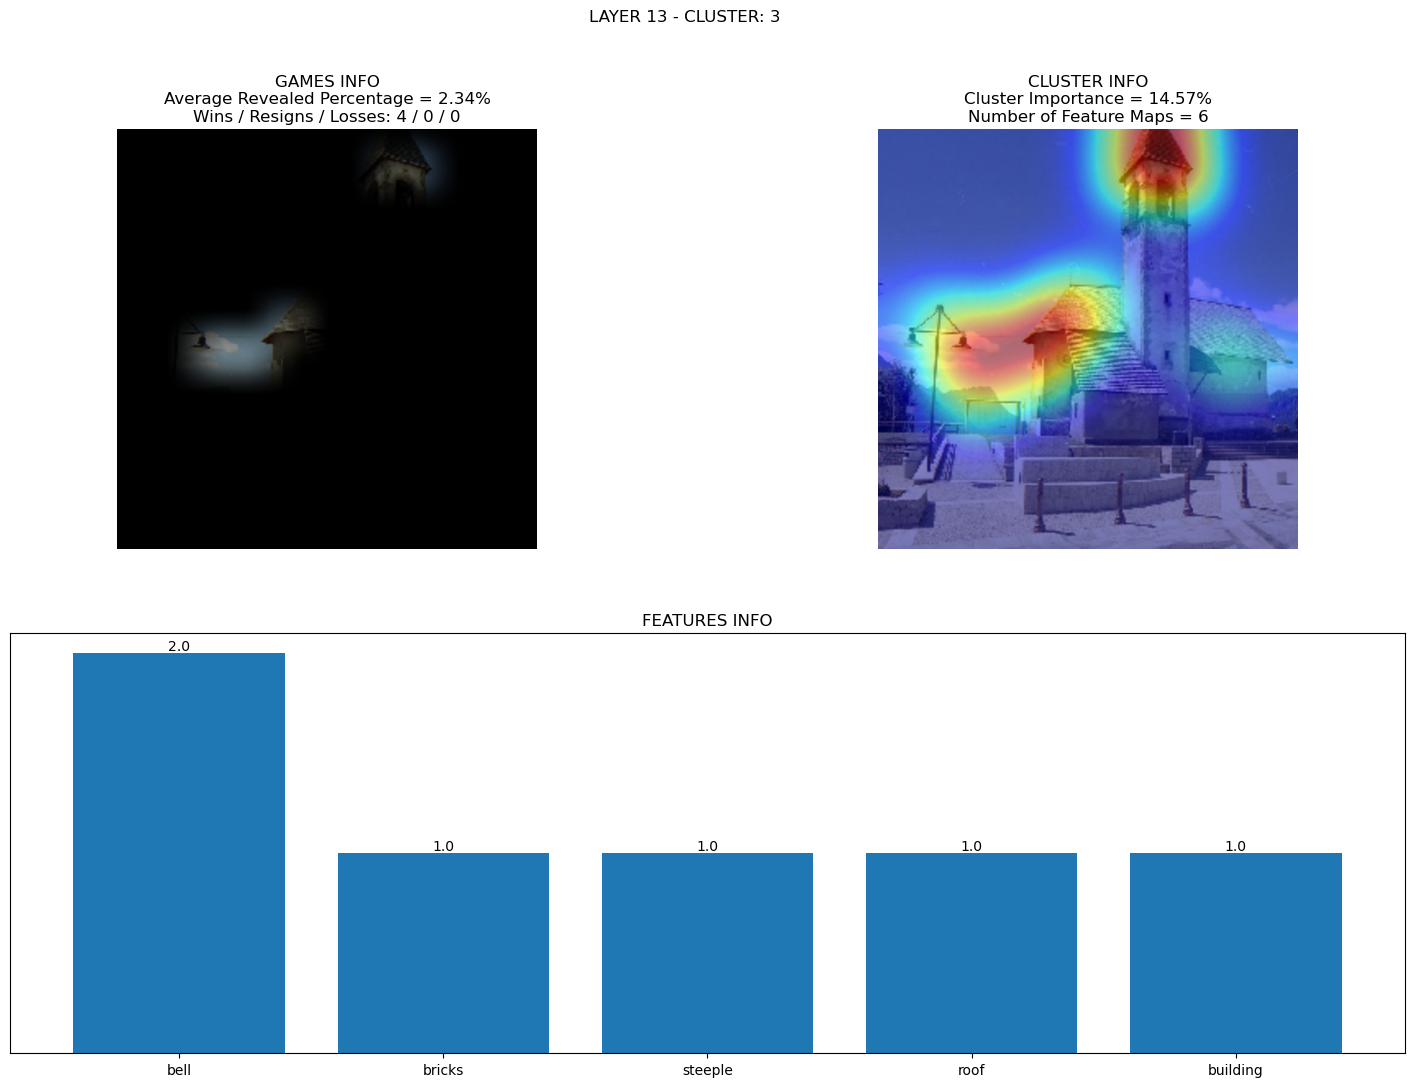 LAYER 13 - CLUSTER: 3
GAMES INFO
Average Revealed Percentage = 2.34%
Wins / Resigns / Losses: 4 / 0 / 0
CLUSTER INFO
Cluster Importance = 14.57%
Number of Feature Maps = 6
FEATURES INFO
2.0
1.0
1.0
1.0
1.0
bell
bricks
steeple
roof
building